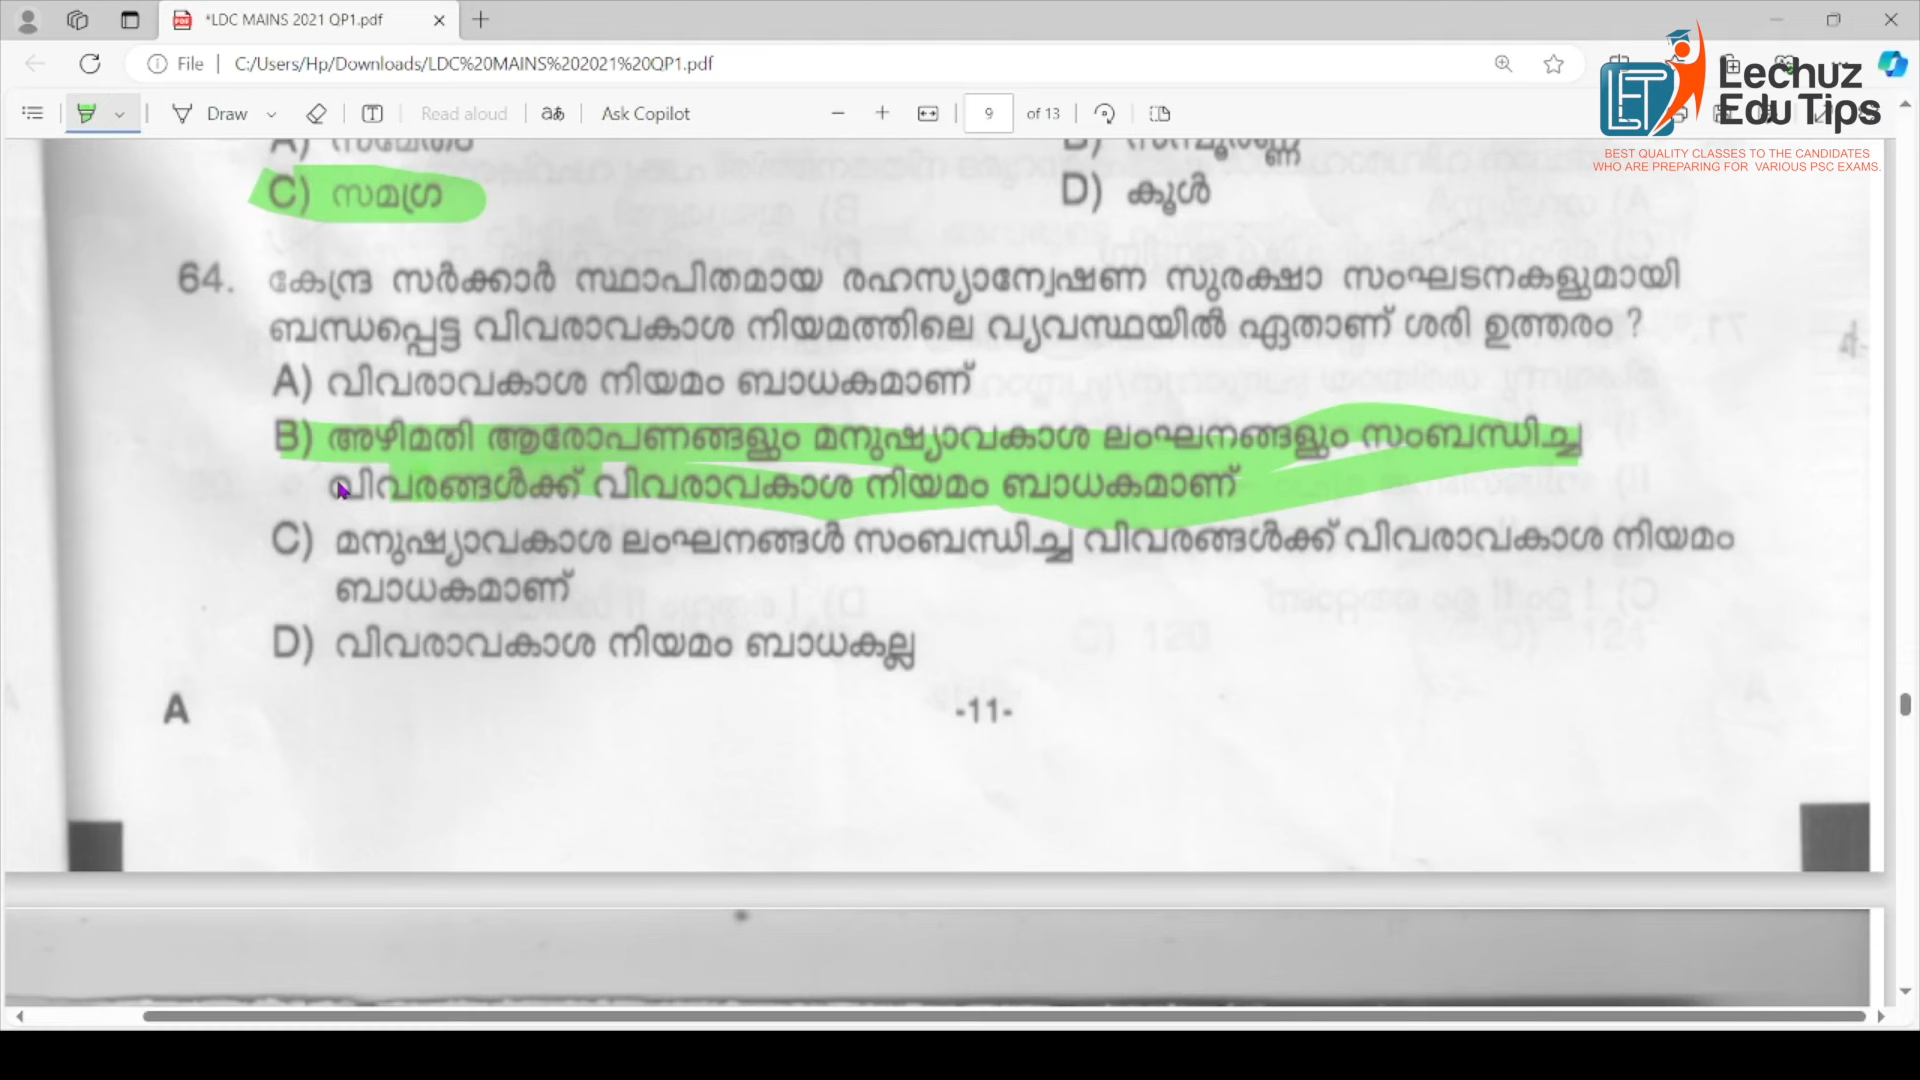 *LDC MAINS 2021 QP1.pdf
File
C:/Users/Hp/Downloads/LDC%20MAINS%202021%20QP1.pdf
Draw
Read aloud
Ask Copilot
9 of 13
Lechuz
Edu Tips
BEST QUALITY CLASSES TO THE CANDIDATES
WHO ARE PREPARING FOR VARIOUS PSC EXAMS.
C) സമഗ്ര
D) കൂൾ
64. കേന്ദ്ര സർക്കാർ സ്ഥാപിതമായ രഹസ്യാന്വേഷണ സുരക്ഷാ സംഘടനകളുമായി
ബന്ധപ്പെട്ട വിവരാവകാശ നിയമത്തിലെ വ്യവസ്ഥയിൽ ഏതാണ് ശരി ഉത്തരം ?
A) വിവരാവകാശ നിയമം ബാധകമാണ്
B) അഴിമതി ആരോപണങ്ങളും മനുഷ്യാവകാശ ലംഘനങ്ങളും സംബന്ധിച്ച
വിവരങ്ങൾക്ക് വിവരാവകാശ നിയമം ബാധകമാണ്
C) മനുഷ്യാവകാശ ലംഘനങ്ങൾ സംബന്ധിച്ച വിവരങ്ങൾക്ക് വിവരാവകാശ നിയമം
ബാധകമാണ്
D) വിവരാവകാശ നിയമം ബാധകല്ല
A
-11-